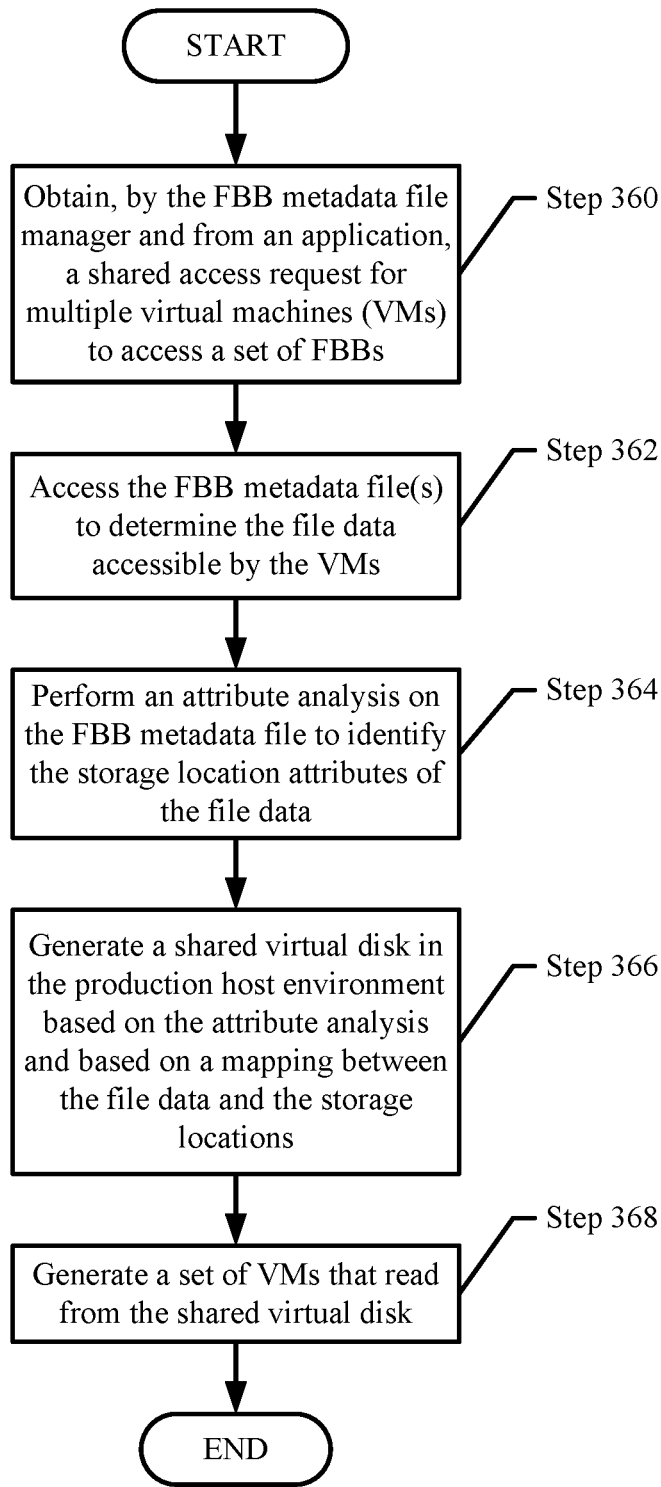 START
Obtain, by the FBB metadata file
manager and from an application,
a shared access request for
multiple virtual machines (VMs)
to access a set of FBBs
Step 360
Access the FBB metadata file(s)
to determine the file data
accessible by the VMs
Step 362
Perform an attribute analysis on
the FBB metadata file to identify
the storage location attributes of
the file data
Step 364
Generate a shared virtual disk in
the production host environment
based on the attribute analysis
and based on a mapping between
the file data and the storage
locations
Step 366
Generate a set of VMs that read
from the shared virtual disk
Step 368
END